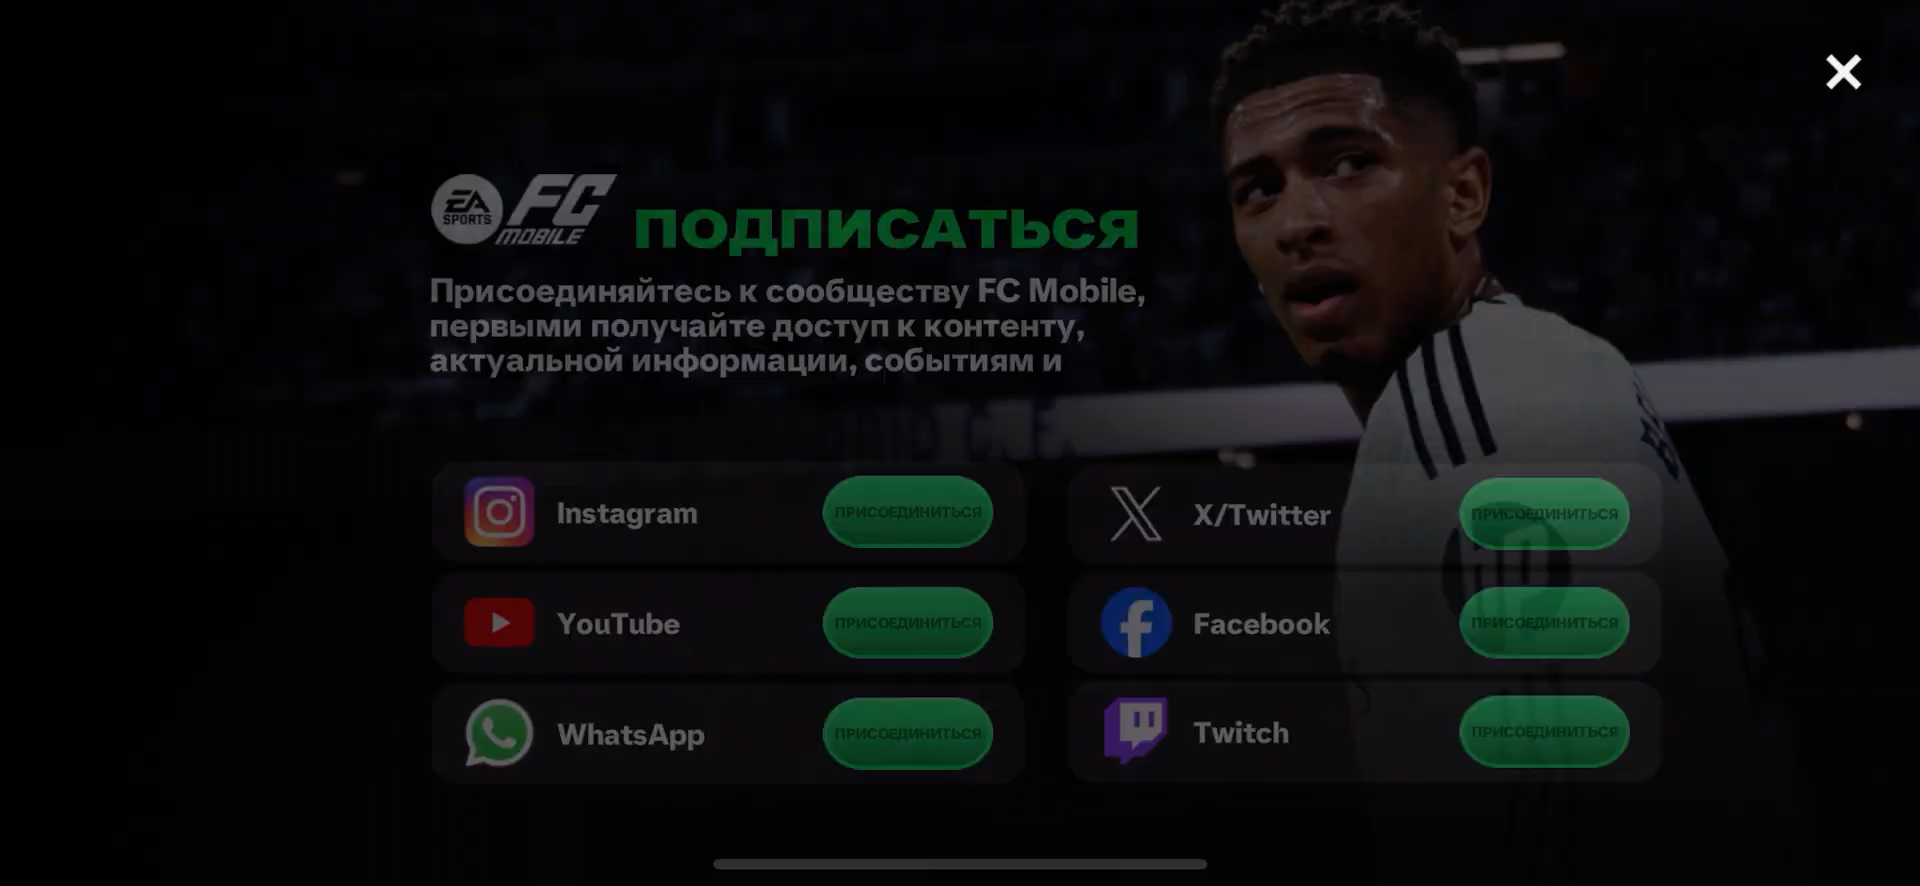 EA SPORTS FC MOBILE
ПОДПИСАТЬСЯ
Присоединяйтесь к сообществу FC Mobile,
первыми получайте доступ к контенту,
актуальной информации, событиям и
Instagram
ПРИСОЕДИНИТЬСЯ
X/Twitter
ПРИСОЕДИНИТЬСЯ
YouTube
ПРИСОЕДИНИТЬСЯ
Facebook
ПРИСОЕДИНИТЬСЯ
WhatsApp
ПРИСОЕДИНИТЬСЯ
Twitch
ПРИСОЕДИНИТЬСЯ